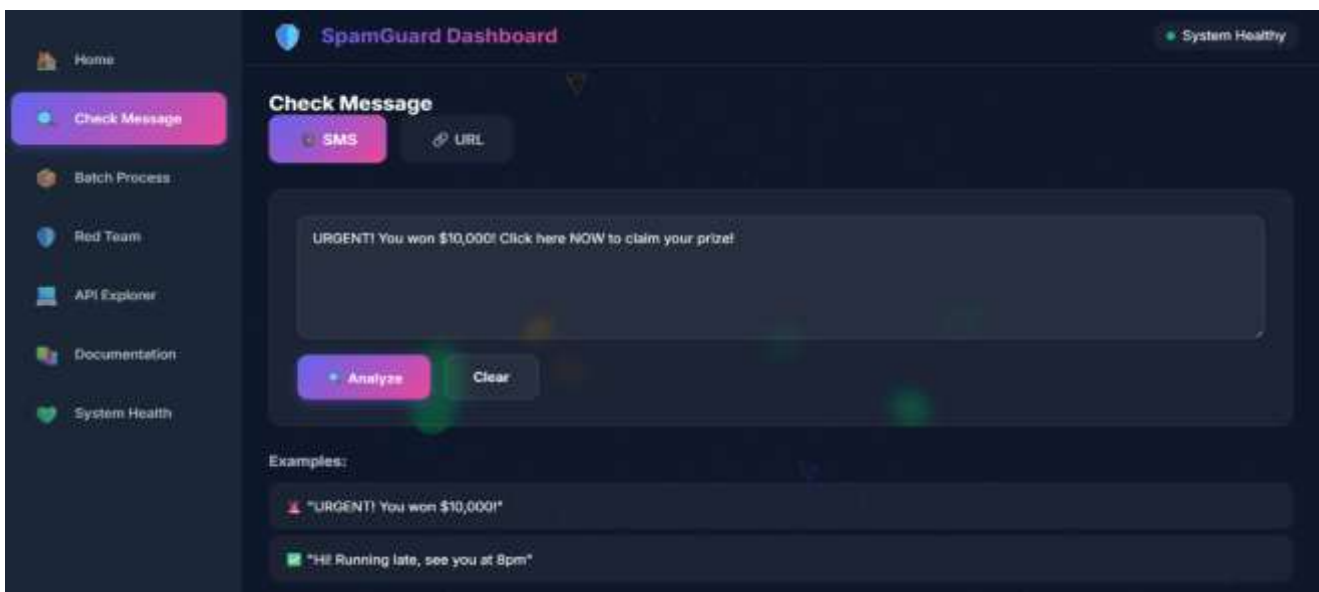 SpamGuard Dashboard
System Healthy
Home
Check Message
Batch Process
Red Team
API Explorer
Documentation
System Health
Check Message
SMS
URL
URGENT! You won $10,000! Click here NOW to claim your prize!
Analyze
Clear
Examples:
"URGENT! You won $10,000!"
"Hi! Running late, see you at 8pm"